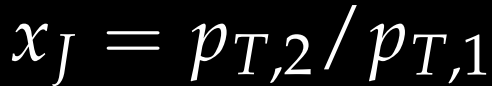 x_J = p_{T,2}/p_{T,1}